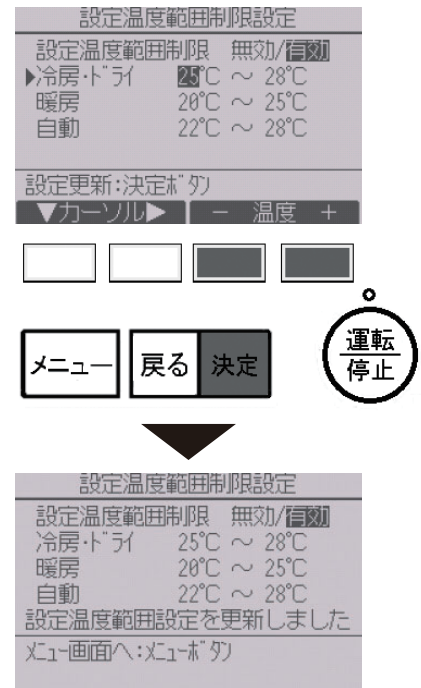 設定温度範囲制限設定
設定温度範囲制限 無効/有効
▶冷房・ドライ 25℃ ～ 28℃
暖房 20℃ ～ 25℃
自動 22℃ ～ 28℃
設定更新:決定ボタン
▼カーソル▶ － 温度 ＋
メニュー 戻る 決定
運転
停止
設定温度範囲制限設定
設定温度範囲制限 無効/有効
冷房・ドライ 25℃ ～ 28℃
暖房 20℃ ～ 25℃
自動 22℃ ～ 28℃
設定温度範囲設定を更新しました
メニュー画面へ:メニューボタン